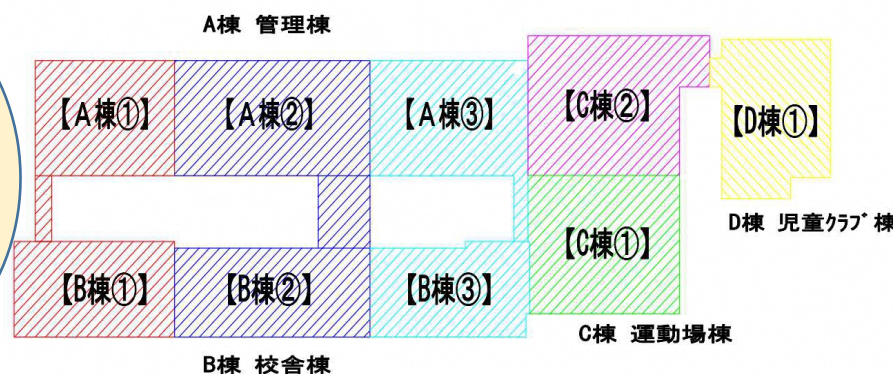 A棟 管理棟
【A棟①】
【A棟②】
【A棟③】
【C棟②】
【D棟①】
D棟 児童クラブ棟
【B棟①】
【B棟②】
【B棟③】
【C棟①】
C棟 運動場棟
B棟 校舎棟